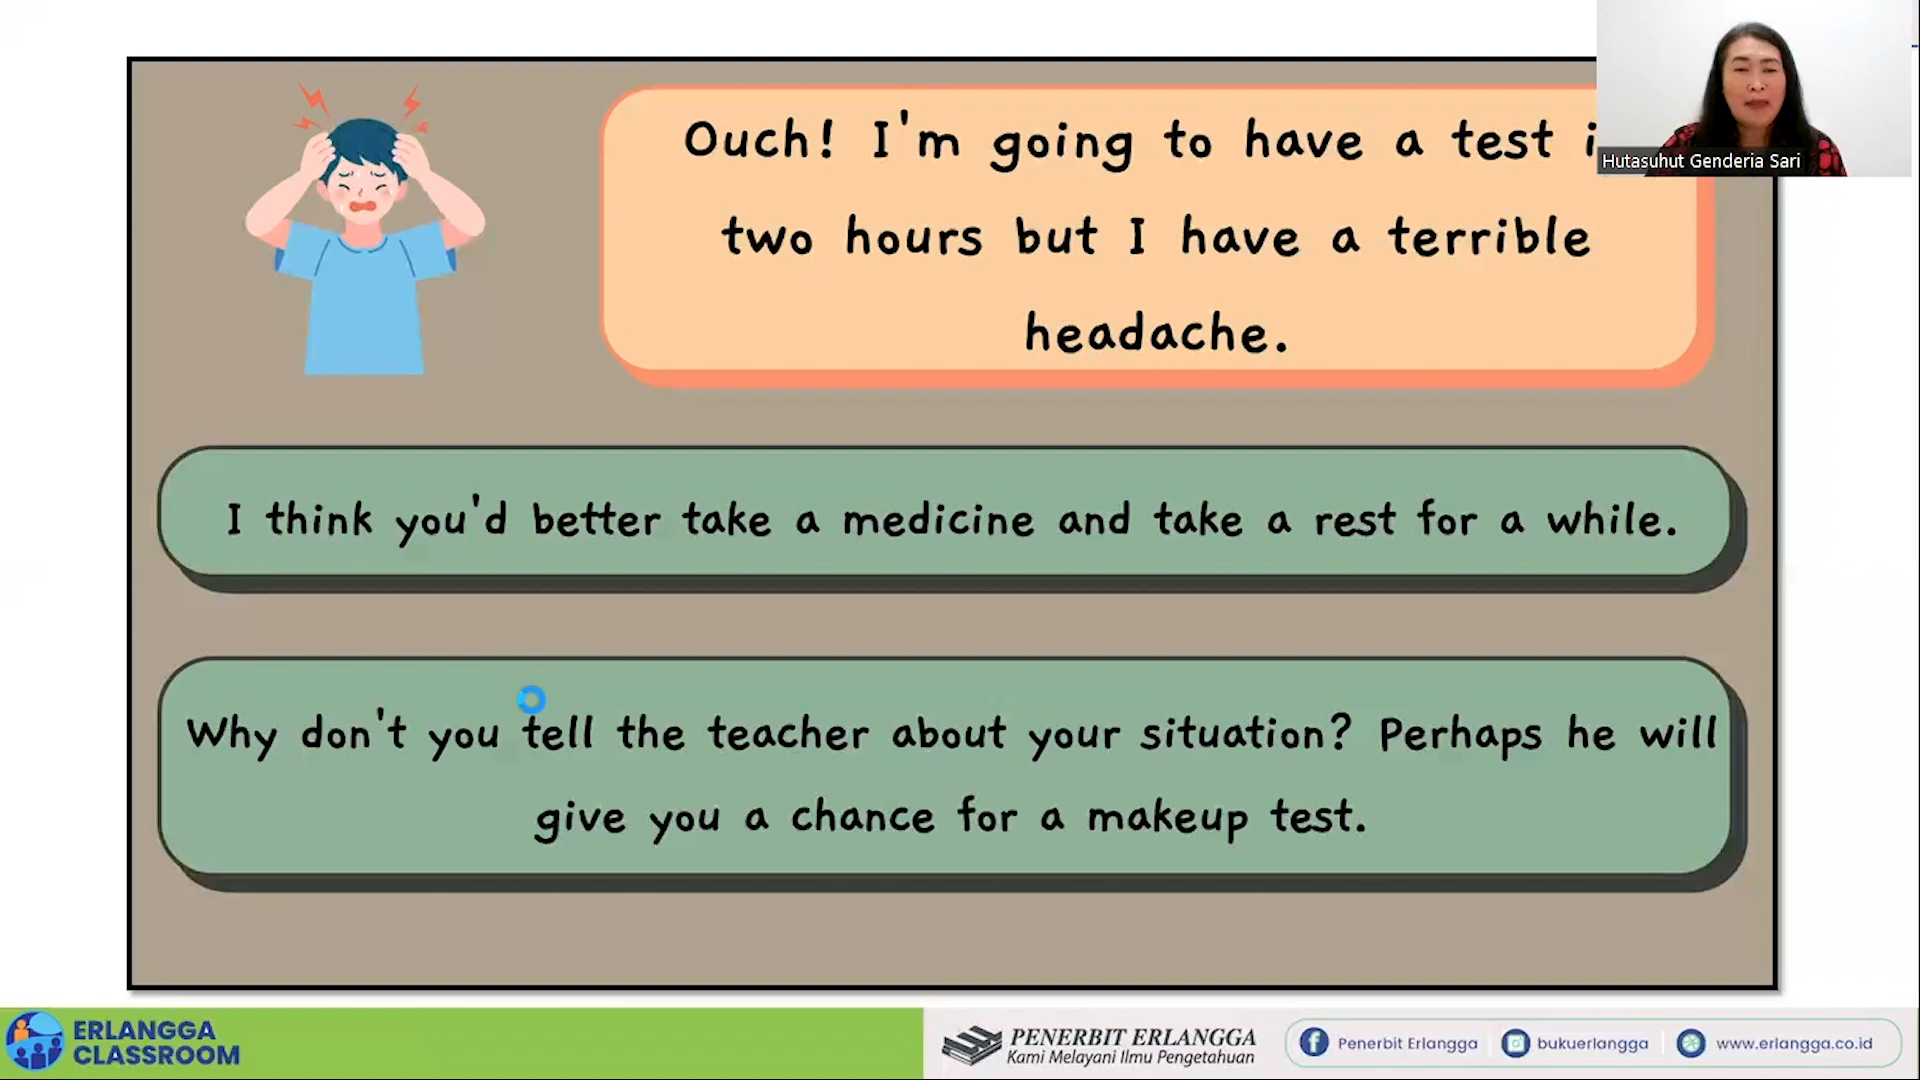 Ouch! I'm going to have a test
two hours but I have a terrible
headache.
Hutasuhut Genderia Sari
I think you'd better take a medicine and take a rest for a while.
Why don't you tell the teacher about your situation? Perhaps he will
give you a chance for a makeup test.
ERLANGGA
CLASSROOM
PENERBIT ERLANGGA
Kami Melayani Ilmu Pengetahuan
Penerbit Erlangga
bukuerlangga
www.erlangga.co.id